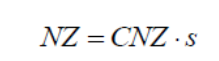 NZ = CNZ · s